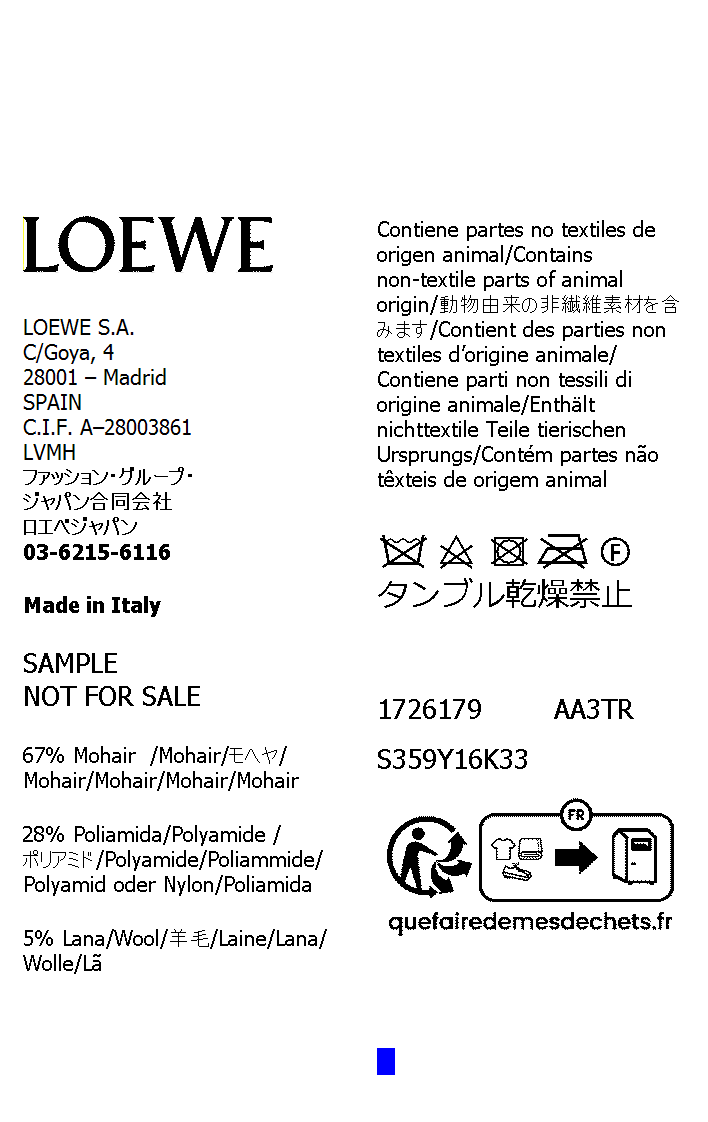 LOEWE
LOEWE S.A.
C/Goya, 4
28001 – Madrid
SPAIN
C.I.F. A–28003861
LVMH
ファッション・グループ・
ジャパン合同会社
ロエベジャパン
03-6215-6116
Made in Italy
SAMPLE
NOT FOR SALE
67% Mohair /Mohair/モヘヤ/
Mohair/Mohair/Mohair/Mohair
28% Poliamida/Polyamide /
ポリアミド/Polyamide/Poliammide/
Polyamid oder Nylon/Poliamida
5% Lana/Wool/羊毛/Laine/Lana/
Wolle/Lã
Contiene partes no textiles de
origen animal/Contains
non-textile parts of animal
origin/動物由来の非繊維素材を含
みます/Contient des parties non
textiles d’origine animale/
Contiene parti non tessili di
origine animale/Enthält
nichttextile Teile tierischen
Ursprungs/Contém partes não
têxteis de origem animal
F
タンブル乾燥禁止
1726179 AA3TR
S359Y16K33
FR
quefairedemesdechets.fr